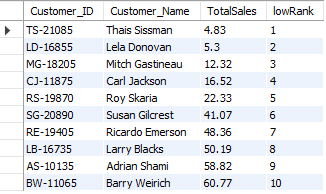 Customer_ID Customer_Name TotalSales lowRank
TS-21085 Thais Sissman 4.83 1
LD-16855 Lela Donovan 5.3 2
MG-18205 Mitch Gastineau 12.32 3
CJ-11875 Carl Jackson 16.52 4
RS-19870 Roy Skaria 22.33 5
SG-20890 Susan Gilcrest 41.07 6
RE-19405 Ricardo Emerson 48.36 7
LB-16735 Larry Blacks 50.19 8
AS-10135 Adrian Shami 58.82 9
BW-11065 Barry Weirich 60.77 10